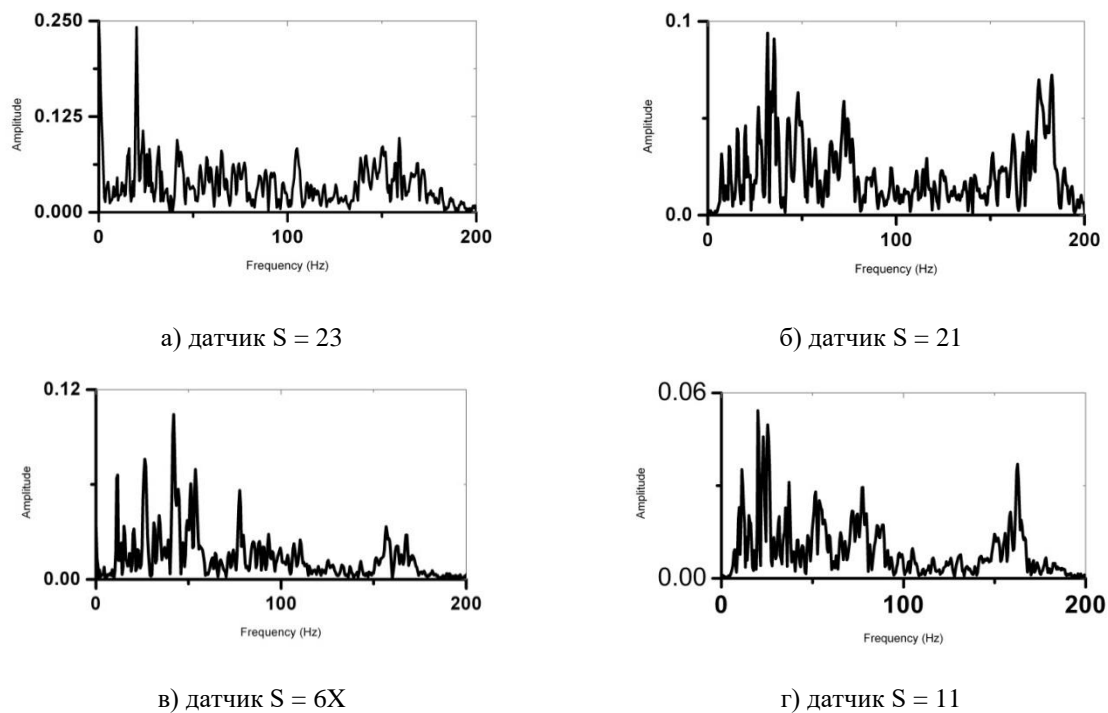 0.250
0.125
0.000
Amplitude
0
100
200
Frequency (Hz)
а) датчик S = 23
0.1
0.0
Amplitude
0
100
200
Frequency (Hz)
б) датчик S = 21
0.12
0.00
Amplitude
0
100
200
Frequency (Hz)
в) датчик S = 6X
0.06
0.00
Amplitude
0
100
200
Frequency (Hz)
г) датчик S = 11